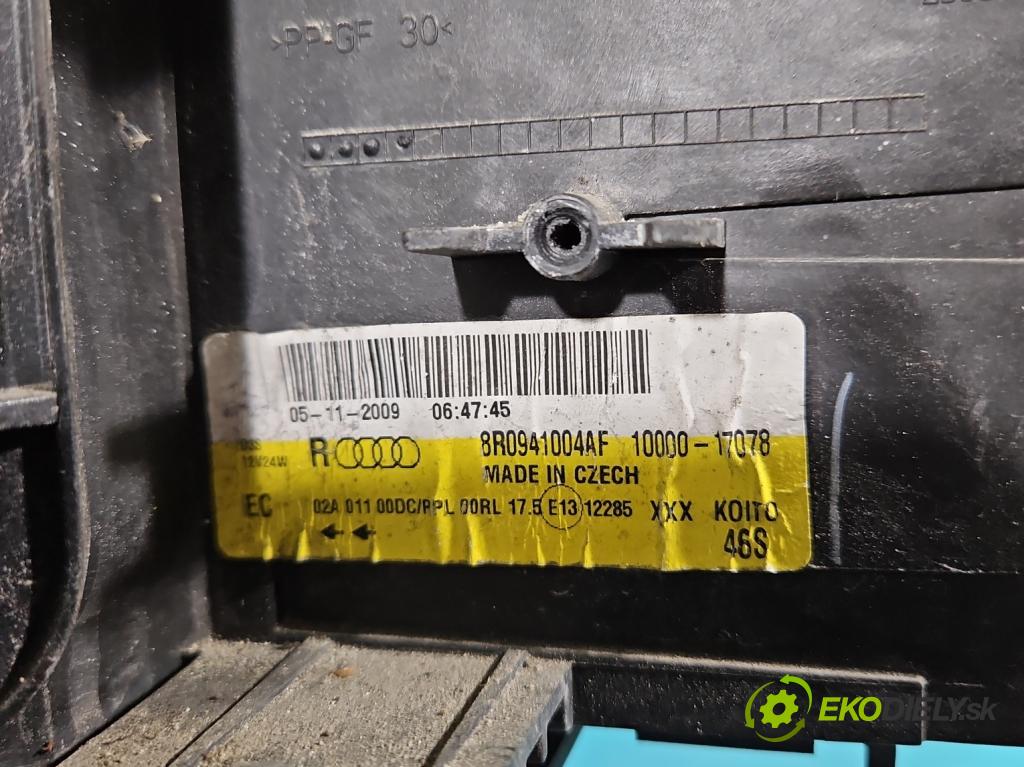 >PP-GF 30<
05-11-2009 06:47:45
12V24W R 8R0941004AF 10000-17078
MADE IN CZECH
EC 02A 011 00DC/RPL 00RL 17.5 E13 12285 XXX KOITO
46S
EKODIELY.sk